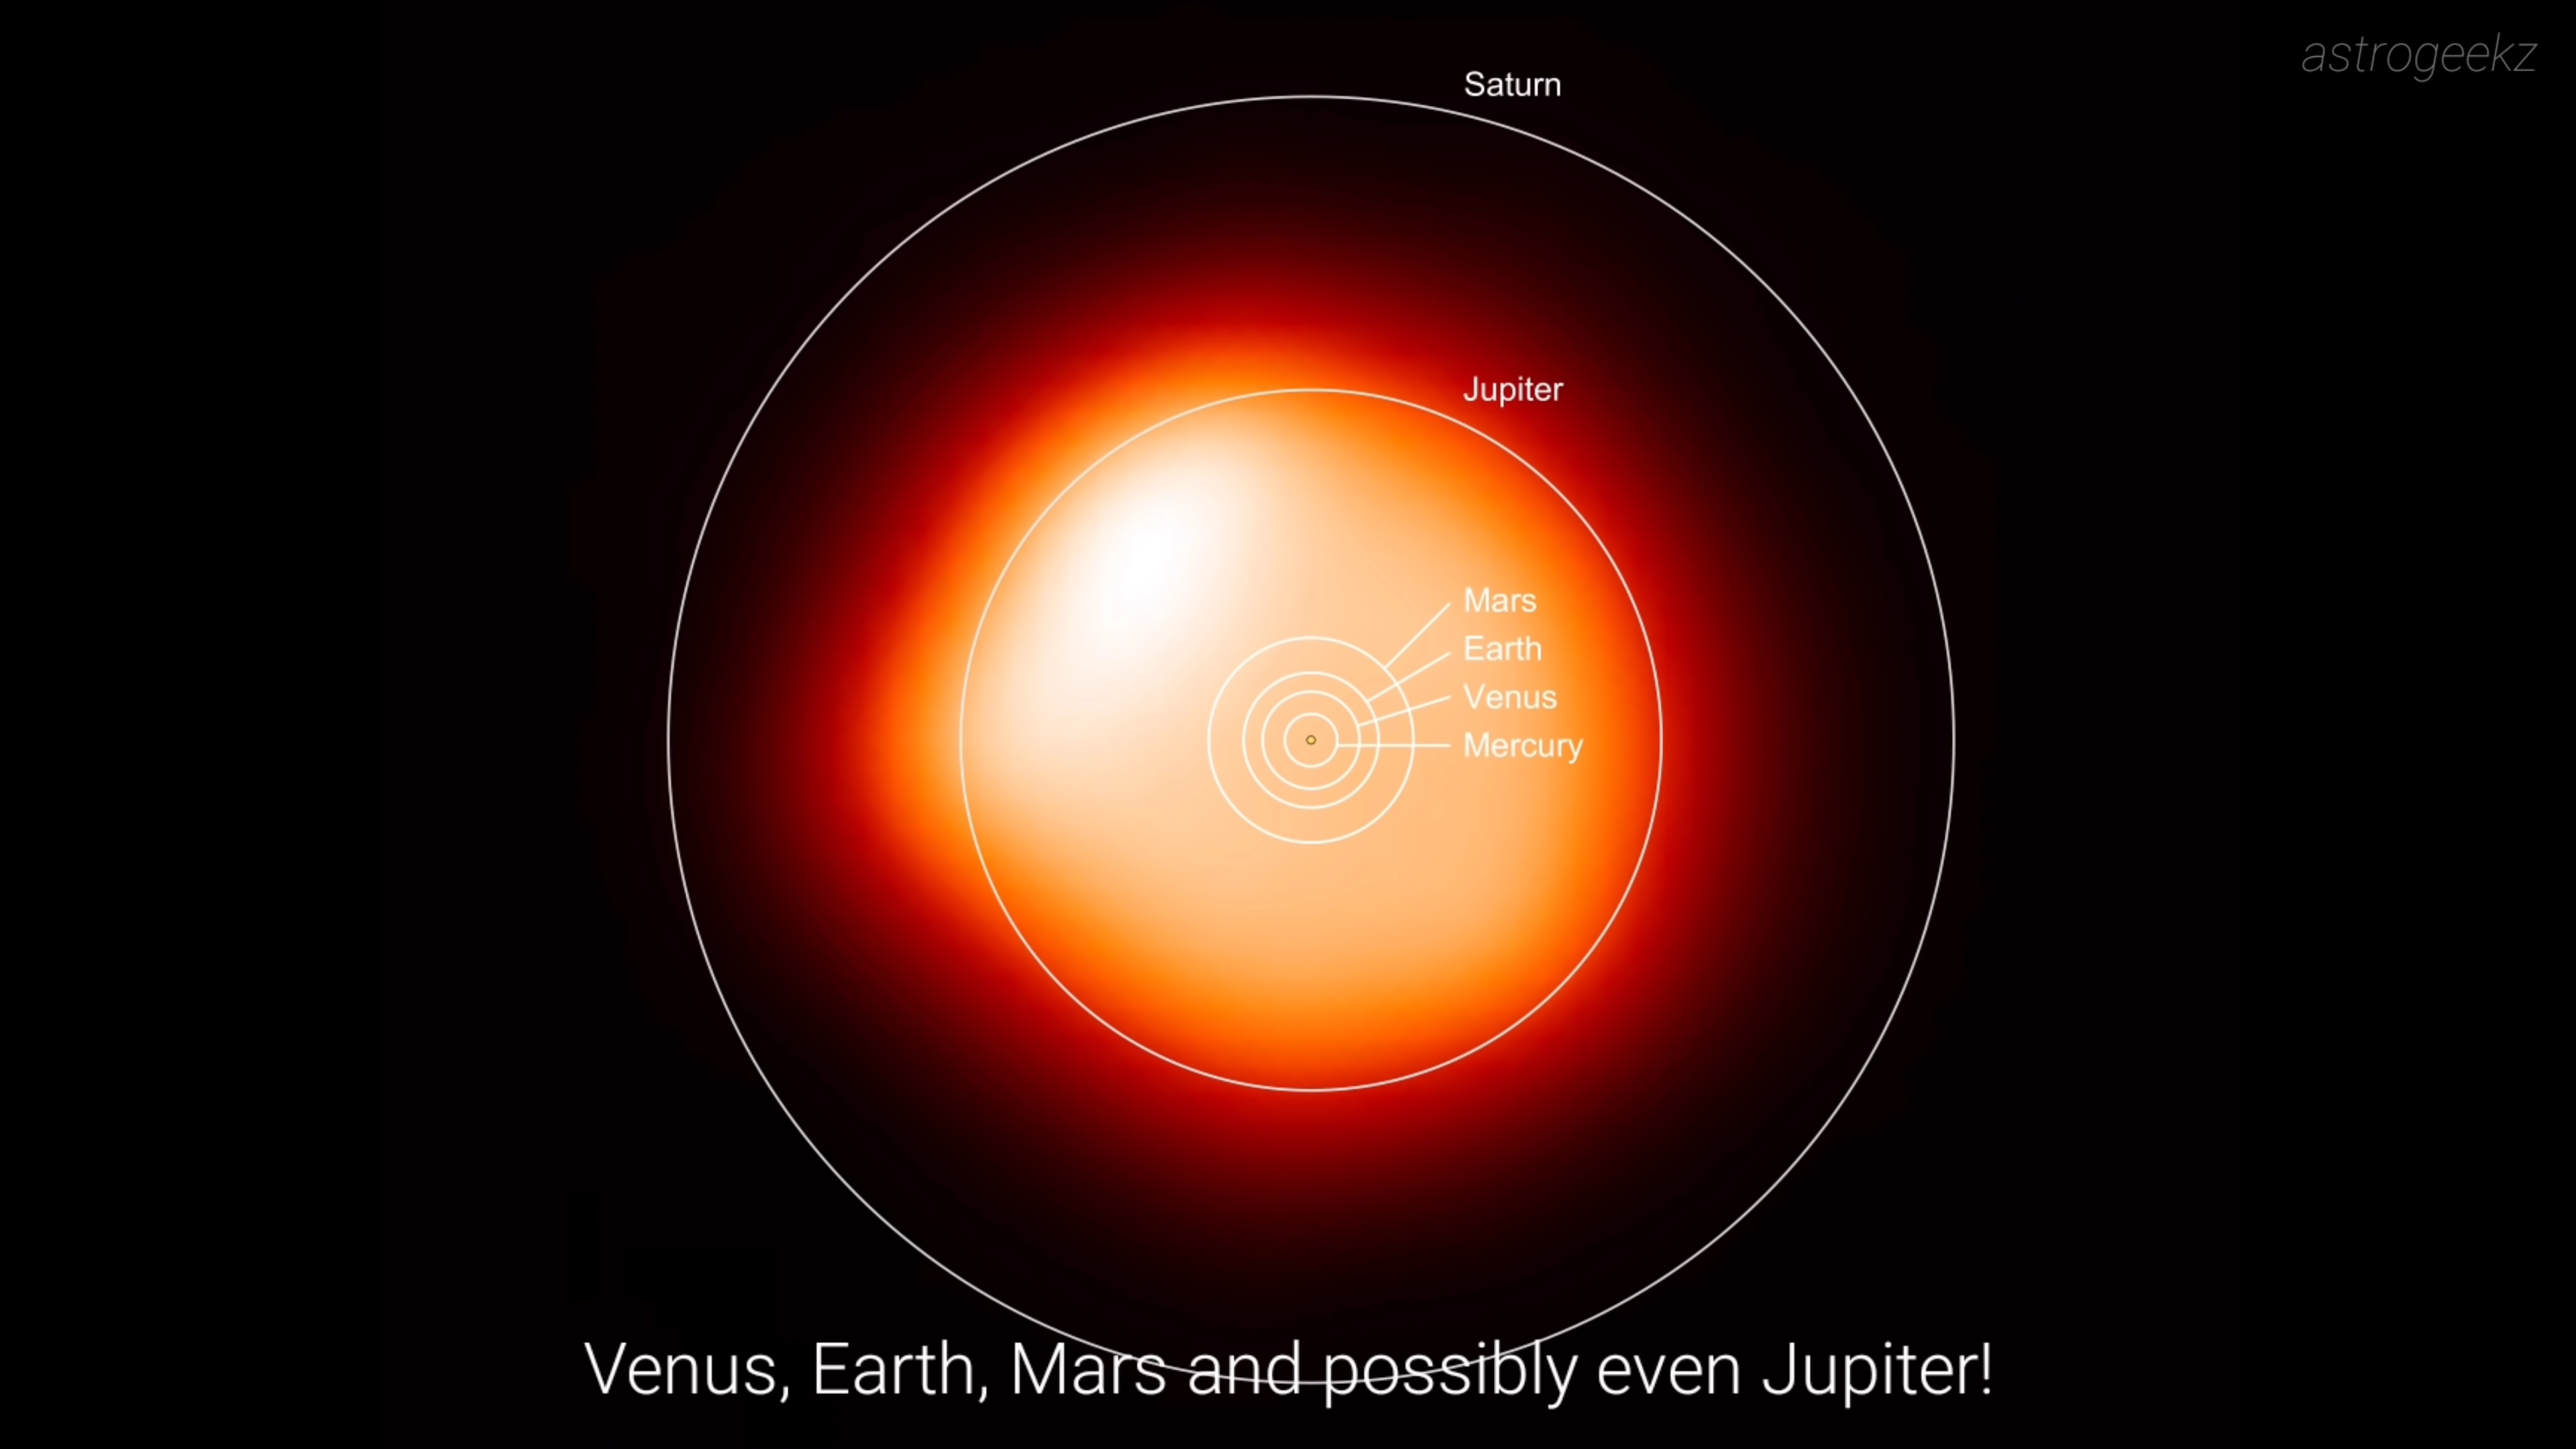 astrogeekz
Saturn
Jupiter
Mars
Earth
Venus
Mercury
Venus, Earth, Mars and possibly even Jupiter!